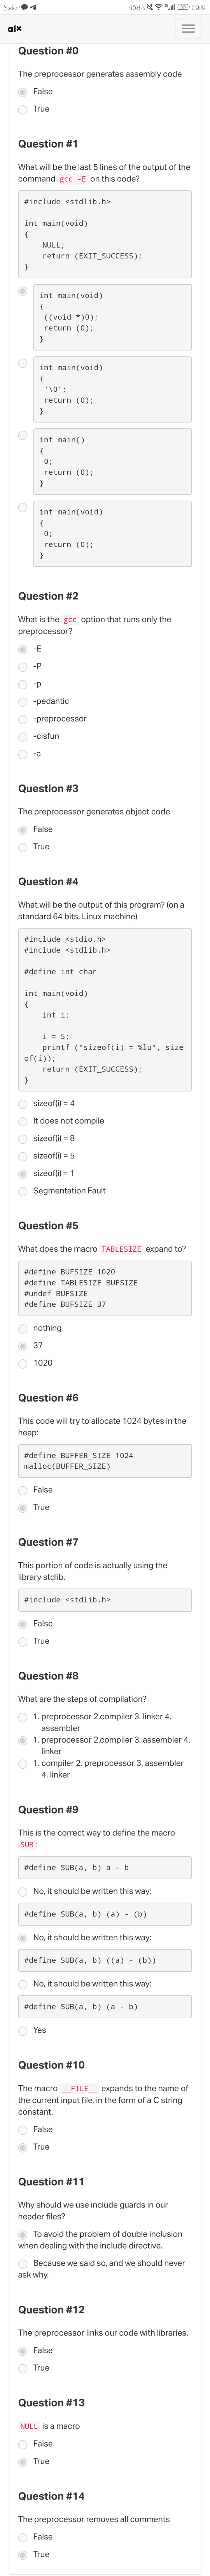 alx
Question #0
The preprocessor generates assembly code
False
True
Question #1
What will be the last 5 lines of the output of the
command gcc -E on this code?
#include <stdlib.h>
int main(void)
{
NULL;
return (EXIT_SUCCESS);
}
int main(void)
{
((void *)0);
return (0);
}
int main(void)
{
'\0';
return (0);
}
int main()
{
0;
return (0);
}
int main(void)
{
0;
return (0);
}
Question #2
What is the gcc option that runs only the
preprocessor?
-E
-P
-p
-pedantic
-preprocessor
-cisfun
-a
Question #3
The preprocessor generates object code
False
True
Question #4
What will be the output of this program? (on a
standard 64 bits, Linux machine)
#include <stdio.h>
#include <stdlib.h>
#define int char
int main(void)
{
int i;
i = 5;
printf ("sizeof(i) = %lu", size
of(i));
return (EXIT_SUCCESS);
}
sizeof(i) = 4
It does not compile
sizeof(i) = 8
sizeof(i) = 5
sizeof(i) = 1
Segmentation Fault
Question #5
What does the macro TABLESIZE expand to?
#define BUFSIZE 1020
#define TABLESIZE BUFSIZE
#undef BUFSIZE
#define BUFSIZE 37
nothing
37
1020
Question #6
This code will try to allocate 1024 bytes in the
heap:
#define BUFFER_SIZE 1024
malloc(BUFFER_SIZE)
False
True
Question #7
This portion of code is actually using the
library stdlib.
#include <stdlib.h>
False
True
Question #8
What are the steps of compilation?
1. preprocessor 2.compiler 3. linker 4.
assembler
1. preprocessor 2.compiler 3. assembler 4.
linker
1. compiler 2. preprocessor 3. assembler
4. linker
Question #9
This is the correct way to define the macro
SUB:
#define SUB(a, b) a - b
No, it should be written this way:
#define SUB(a, b) (a) - (b)
No, it should be written this way:
#define SUB(a, b) ((a) - (b))
No, it should be written this way:
#define SUB(a, b) (a - b)
Yes
Question #10
The macro __FILE__ expands to the name of
the current input file, in the form of a C string
constant.
False
True
Question #11
Why should we use include guards in our
header files?
To avoid the problem of double inclusion
when dealing with the include directive.
Because we said so, and we should never
ask why.
Question #12
The preprocessor links our code with libraries.
False
True
Question #13
NULL is a macro
False
True
Question #14
The preprocessor removes all comments
False
True